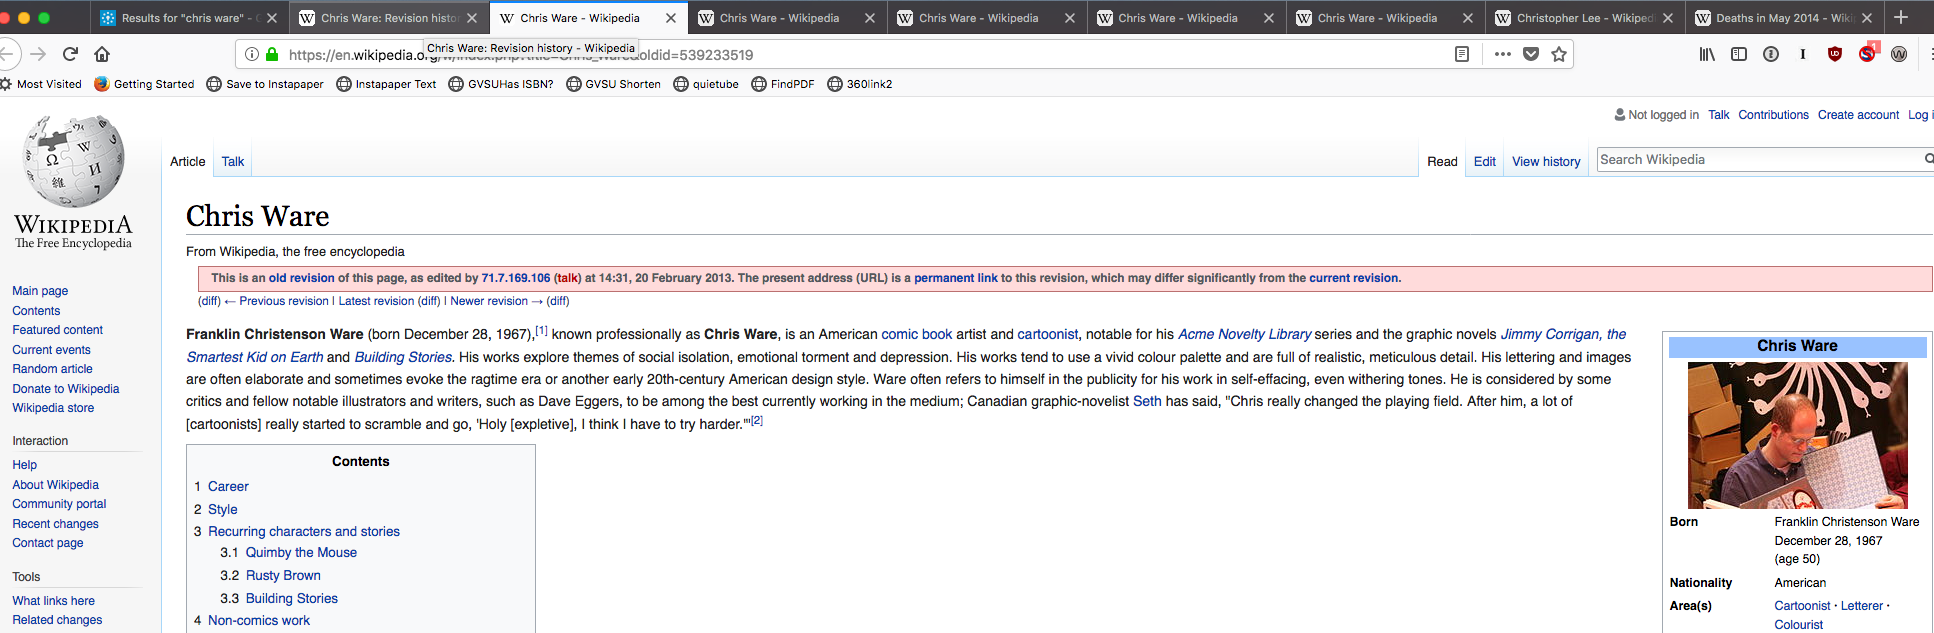 Results for "chris ware" - 
Chris Ware: Revision histor
Chris Ware - Wikipedia
Chris Ware - Wikipedia
Chris Ware - Wikipedia
Chris Ware - Wikipedia
Chris Ware - Wikipedia
Christopher Lee - Wikiped
Deaths in May 2014 - Wiki
Chris Ware: Revision history - Wikipedia
https://en.wikipedia.org/w/index.php?title=Chris_Ware&oldid=539233519
1
Most Visited Getting Started Save to Instapaper Instapaper Text GVSUHas ISBN? GVSU Shorten quietube FindPDF 360link2
Not logged in Talk Contributions Create account Log i
Article Talk
Read Edit View history Search Wikipedia
WIKIPEDIA
The Free Encyclopedia
Main page
Contents
Featured content
Current events
Random article
Donate to Wikipedia
Wikipedia store
Interaction
Help
About Wikipedia
Community portal
Recent changes
Contact page
Tools
What links here
Related changes
Chris Ware
From Wikipedia, the free encyclopedia
This is an old revision of this page, as edited by 71.7.169.106 (talk) at 14:31, 20 February 2013. The present address (URL) is a permanent link to this revision, which may differ significantly from the current revision.
(diff) ← Previous revision | Latest revision (diff) | Newer revision → (diff)
Franklin Christenson Ware (born December 28, 1967),[1] known professionally as Chris Ware, is an American comic book artist and cartoonist, notable for his Acme Novelty Library series and the graphic novels Jimmy Corrigan, the
Smartest Kid on Earth and Building Stories. His works explore themes of social isolation, emotional torment and depression. His works tend to use a vivid colour palette and are full of realistic, meticulous detail. His lettering and images
are often elaborate and sometimes evoke the ragtime era or another early 20th-century American design style. Ware often refers to himself in the publicity for his work in self-effacing, even withering tones. He is considered by some
critics and fellow notable illustrators and writers, such as Dave Eggers, to be among the best currently working in the medium; Canadian graphic-novelist Seth has said, "Chris really changed the playing field. After him, a lot of
[cartoonists] really started to scramble and go, 'Holy [expletive], I think I have to try harder.'"[2]
Contents
1 Career
2 Style
3 Recurring characters and stories
3.1 Quimby the Mouse
3.2 Rusty Brown
3.3 Building Stories
4 Non-comics work
Chris Ware
Born Franklin Christenson Ware
December 28, 1967
(age 50)
Nationality American
Area(s) Cartoonist · Letterer ·
Colourist